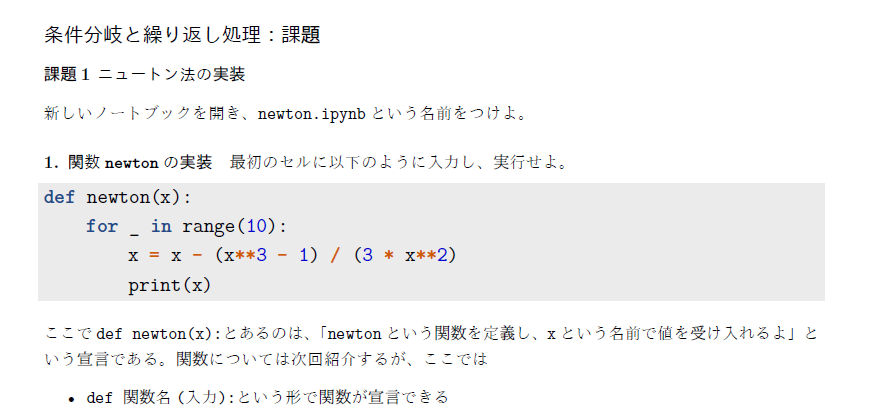 条件分岐と繰り返し処理：課題
課題 1 ニュートン法の実装
新しいノートブックを開き、newton.ipynb という名前をつけよ。
1. 関数 newton の実装　最初のセルに以下のように入力し、実行せよ。
def newton(x):
    for _ in range(10):
        x = x - (x**3 - 1) / (3 * x**2)
        print(x)
ここで def newton(x): とあるのは、「newton という関数を定義し、x という名前で値を受け入れるよ」と
いう宣言である。関数については次回紹介するが、ここでは
• def 関数名 (入力): という形で関数が宣言できる